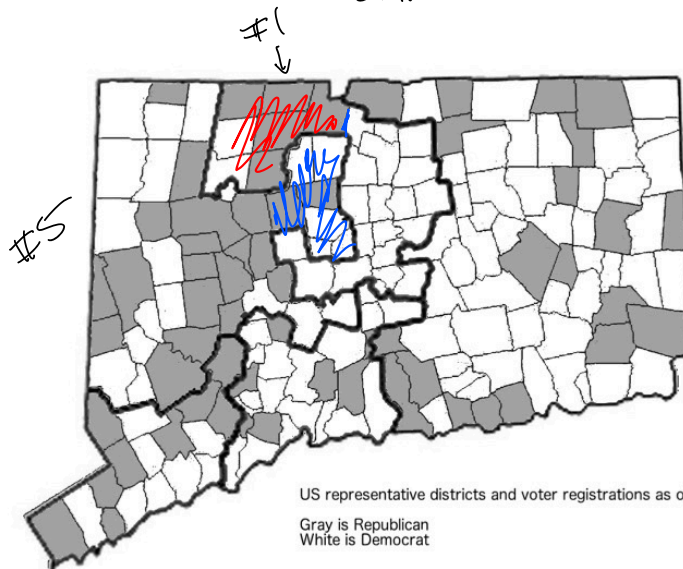 #1
#5
US representative districts and voter registrations as o
Gray is Republican
White is Democrat